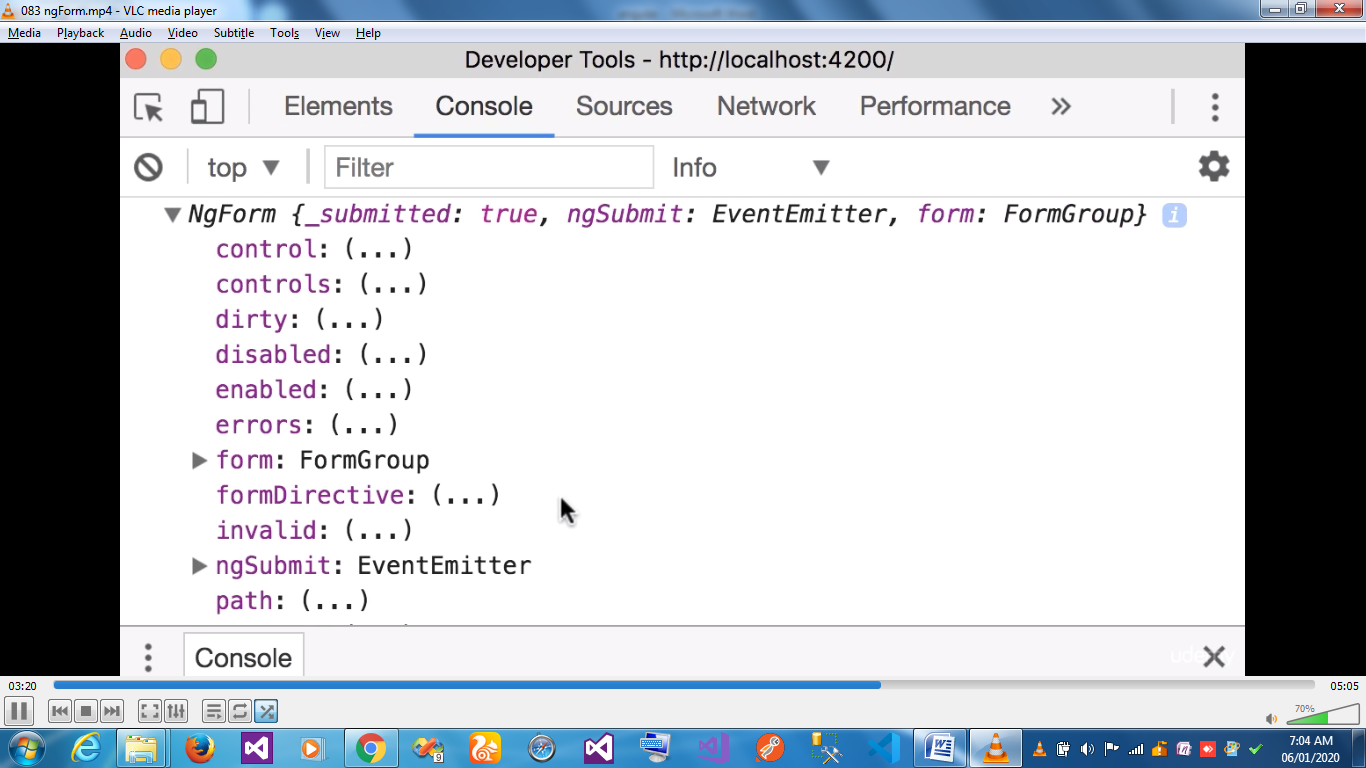 083 ngForm.mp4 - VLC media player
Media Playback Audio Video Subtitle Tools View Help
Developer Tools - http://localhost:4200/
Elements Console Sources Network Performance »
top ▼ Filter Info ▼
▼ NgForm {_submitted: true, ngSubmit: EventEmitter, form: FormGroup} i
control: (...)
controls: (...)
dirty: (...)
disabled: (...)
enabled: (...)
errors: (...)
▶ form: FormGroup
formDirective: (...)
invalid: (...)
▶ ngSubmit: EventEmitter
path: (...)
Console
03:20 05:05
70%
7:04 AM
06/01/2020